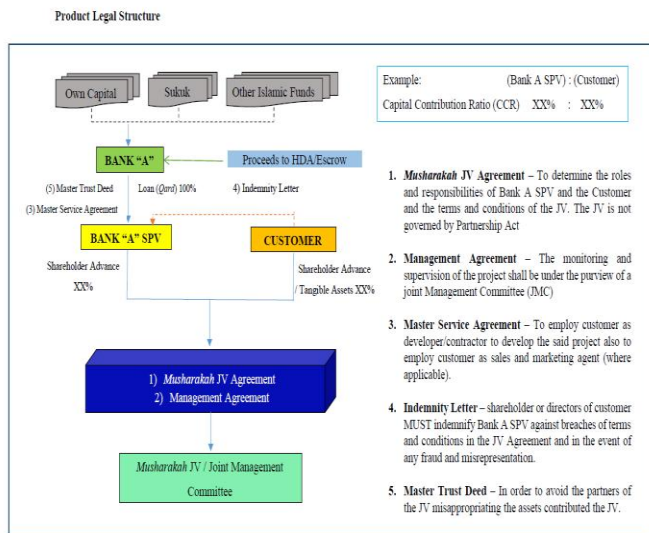 Product Legal Structure
Own Capital
Sukuk
Other Islamic Funds
Example: (Bank A SPV) : (Customer)
Capital Contribution Ratio (CCR) XX% : XX%
BANK “A”
Proceeds to HDA/Escrow
(5) Master Trust Deed
Loan (Qard) 100%
4) Indemnity Letter
(3) Master Service Agreement
BANK “A” SPV
CUSTOMER
Shareholder Advance
XX%
Shareholder Advance
/ Tangible Assets XX%
1) Musharakah JV Agreement
2) Management Agreement
Musharakah JV / Joint Management
Committee
1. Musharakah JV Agreement – To determine the roles
and responsibilities of Bank A SPV and the Customer
and the terms and conditions of the JV. The JV is not
governed by Partnership Act
2. Management Agreement – The monitoring and
supervision of the project shall be under the purview of a
joint Management Committee (JMC)
3. Master Service Agreement – To employ customer as
developer/contractor to develop the said project also to
employ customer as sales and marketing agent (where
applicable).
4. Indemnity Letter – shareholder or directors of customer
MUST indemnify Bank A SPV against breaches of terms
and conditions in the JV Agreement and in the event of
any fraud and misrepresentation.
5. Master Trust Deed – In order to avoid the partners of
the JV misappropriating the assets contributed the JV.